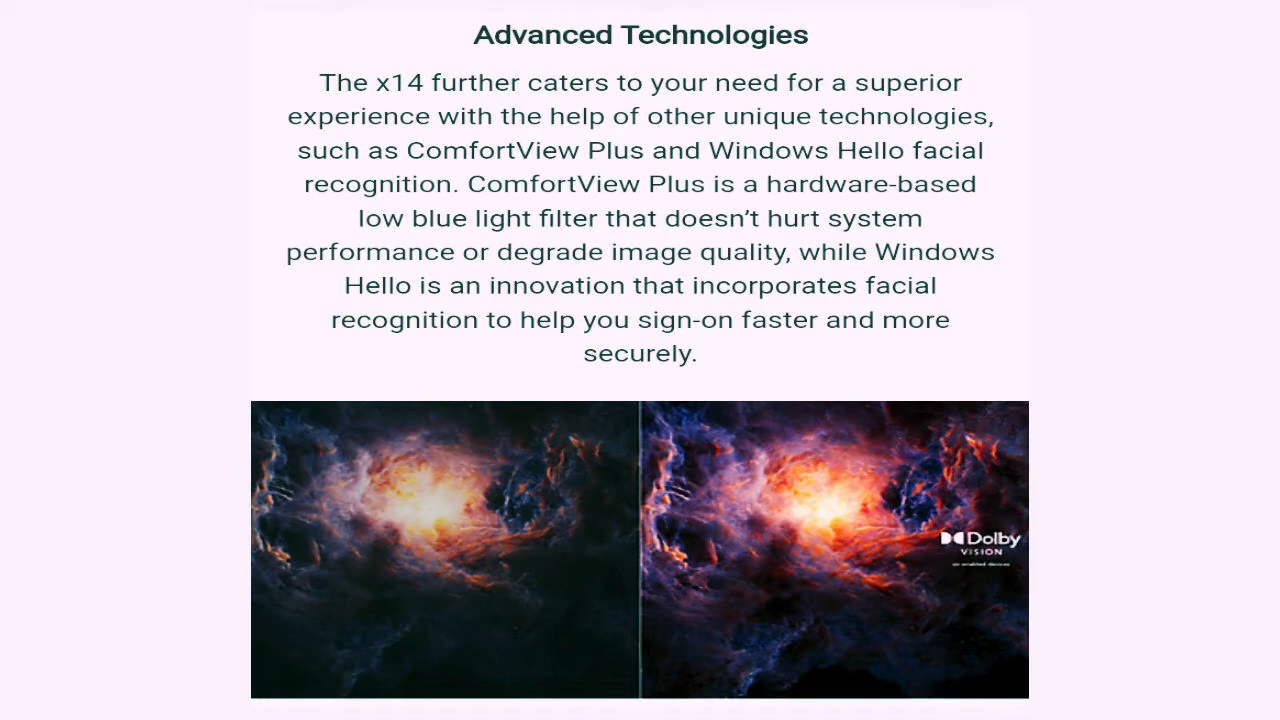 Advanced Technologies
The x14 further caters to your need for a superior
experience with the help of other unique technologies,
such as ComfortView Plus and Windows Hello facial
recognition. ComfortView Plus is a hardware-based
low blue light filter that doesn’t hurt system
performance or degrade image quality, while Windows
Hello is an innovation that incorporates facial
recognition to help you sign-on faster and more
securely.
Dolby
VISION
on enabled devices